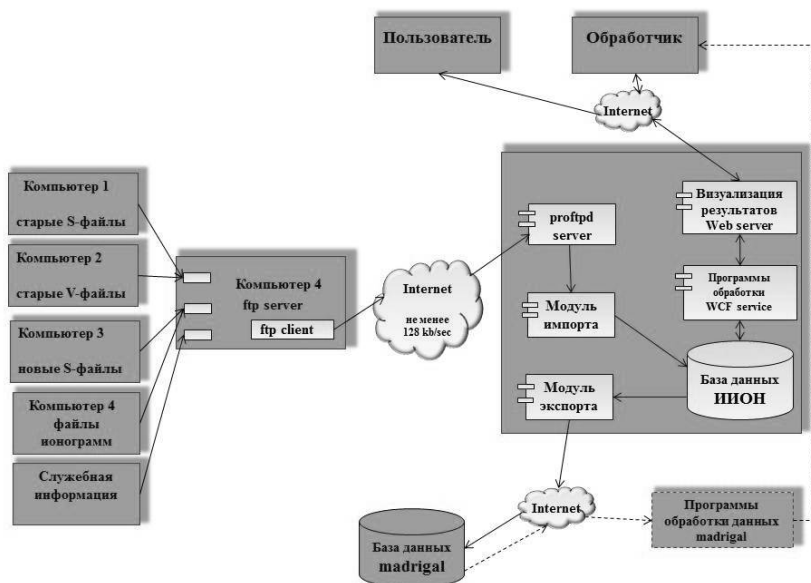 Пользователь
Обработчик
Internet
Компьютер 1
старые S-файлы
Компьютер 2
старые V-файлы
Компьютер 3
новые S-файлы
Компьютер 4
файлы
ионограмм
Служебная
информация
Компьютер 4
ftp server
ftp client
Internet
не менее
128 kb/sec
proftpd
server
Модуль
импорта
Модуль
экспорта
Визуализация
результатов
Web server
Программы
обработки
WCF service
База данных
ИИОН
Internet
База данных
madrigal
Программы
обработки данных
madrigal